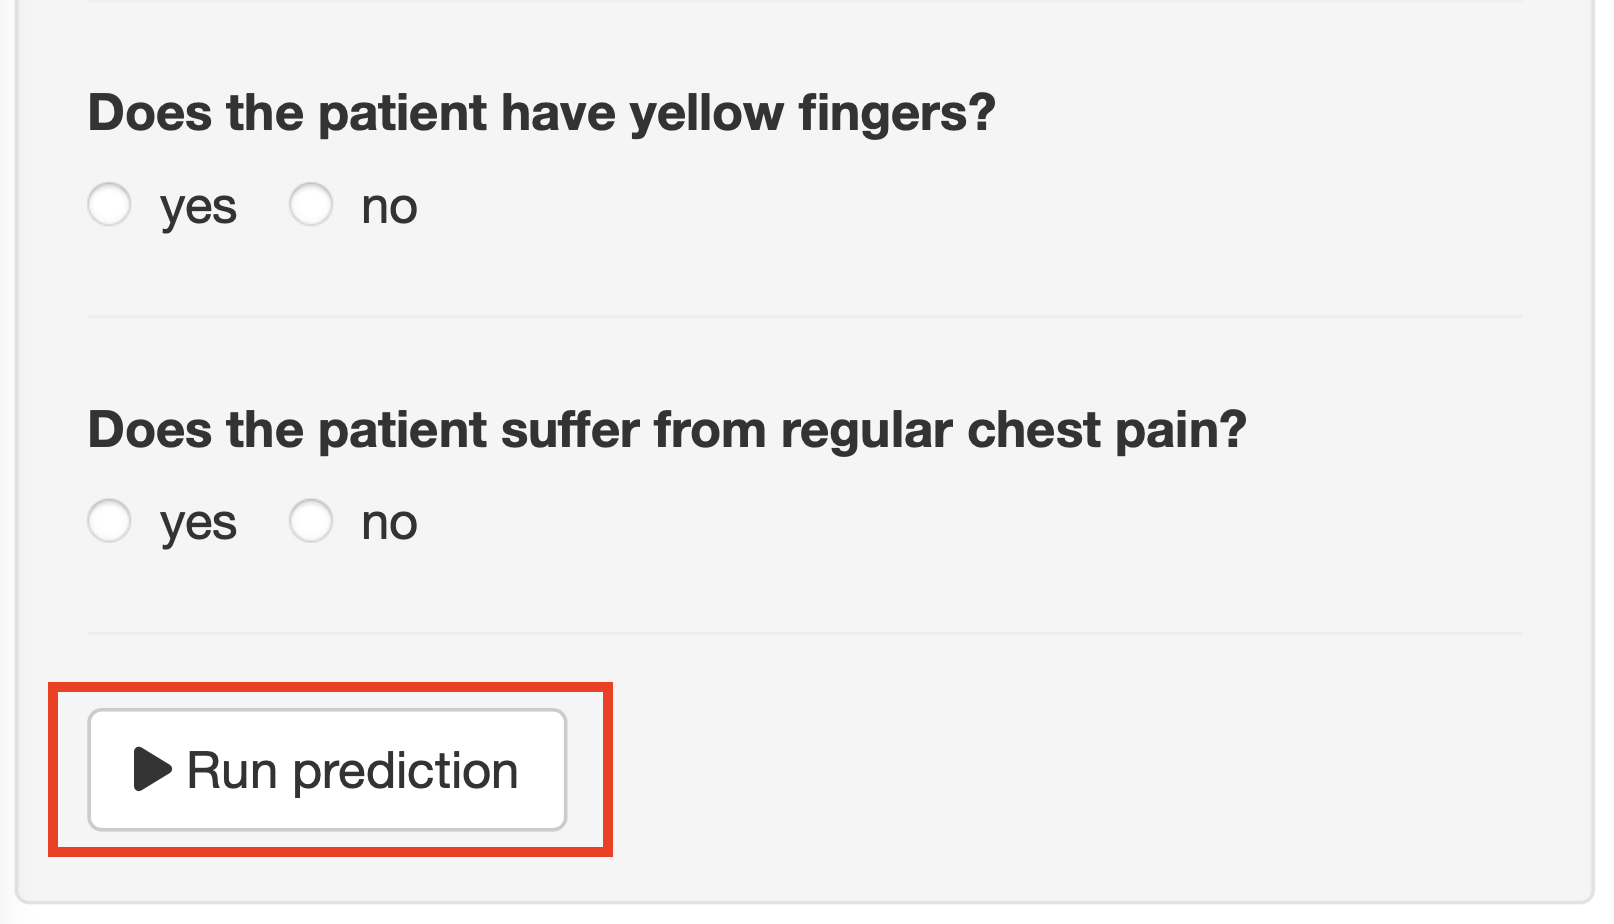 Does the patient have yellow fingers?
yes no
Does the patient suffer from regular chest pain?
yes no
Run prediction